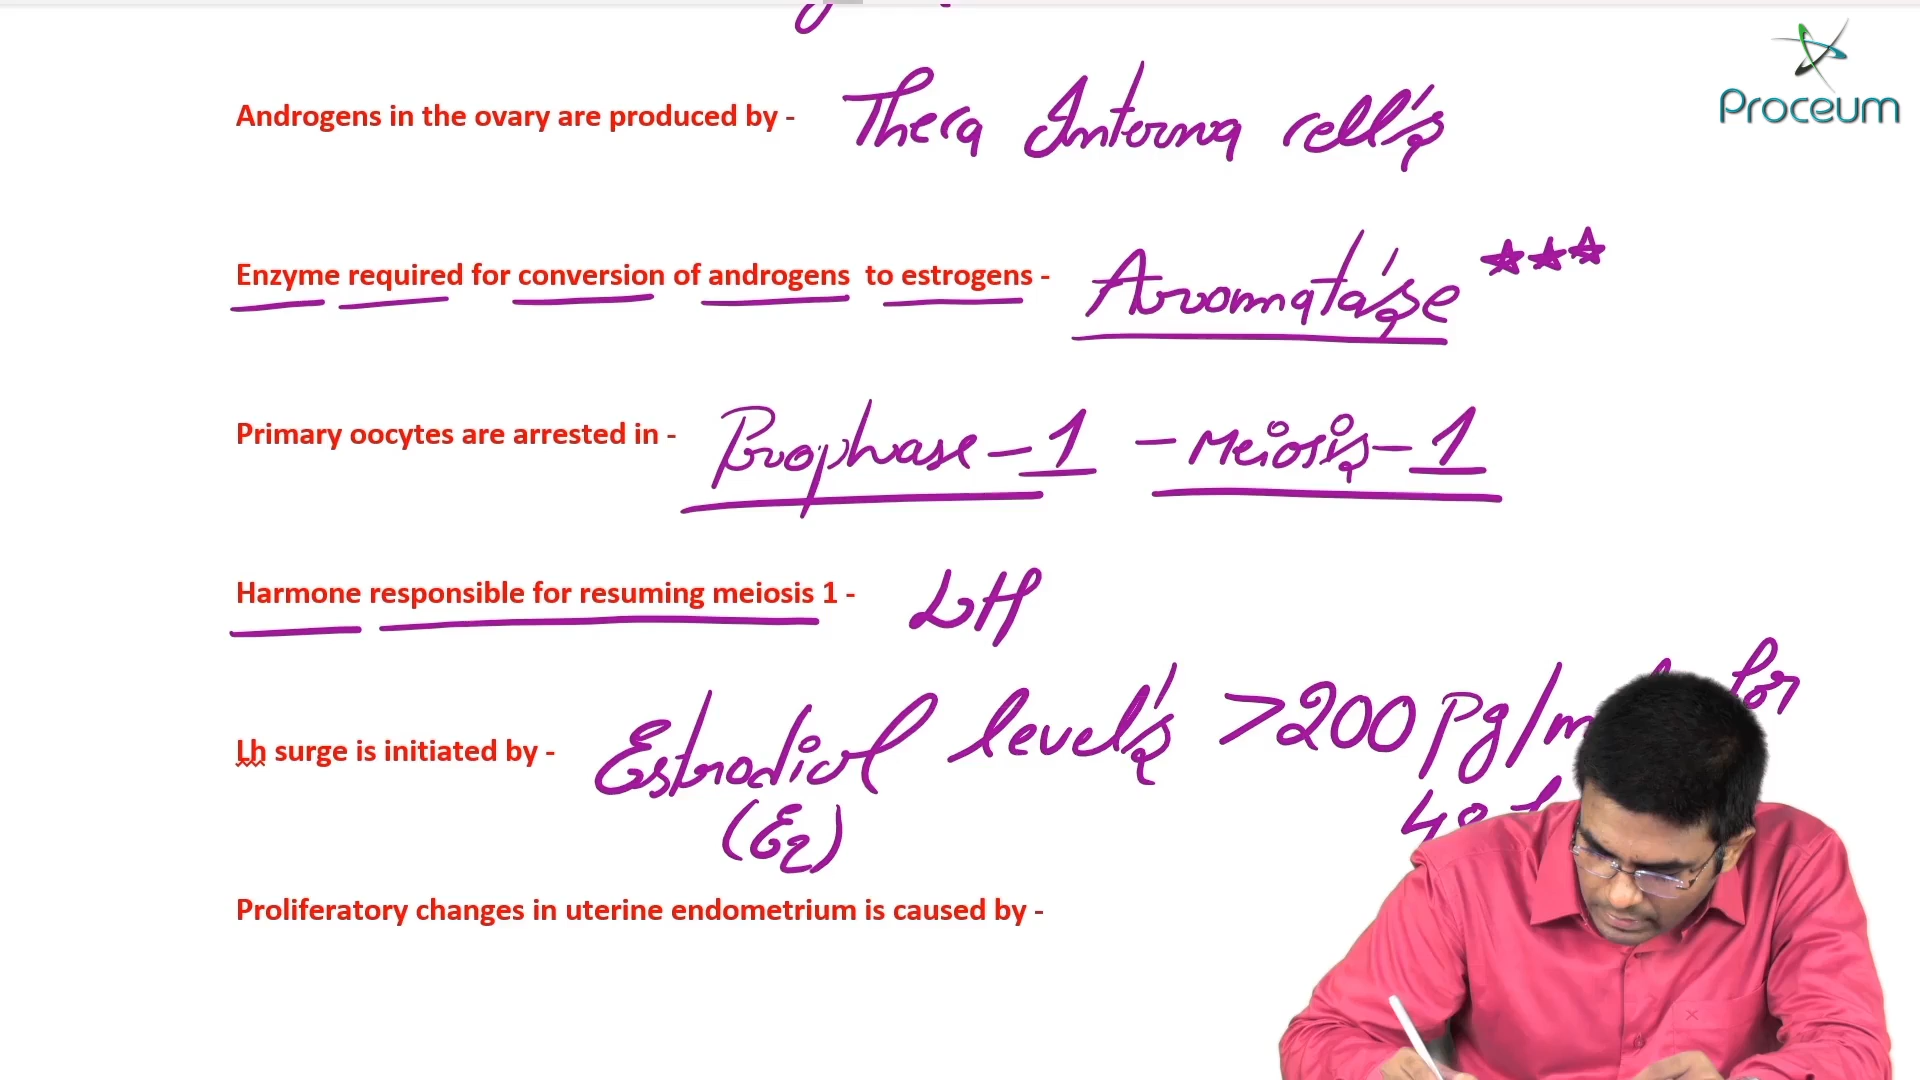 Proceum
Androgens in the ovary are produced by - Theca Interna cells
Enzyme required for conversion of androgens to estrogens - Aromatase ***
Primary oocytes are arrested in - Prophase - 1 - Meiosis - 1
Harmone responsible for resuming meiosis 1 - LH
Lh surge is initiated by - Estradiol levels >200 Pg/m for
(E2)
Proliferatory changes in uterine endometrium is caused by -